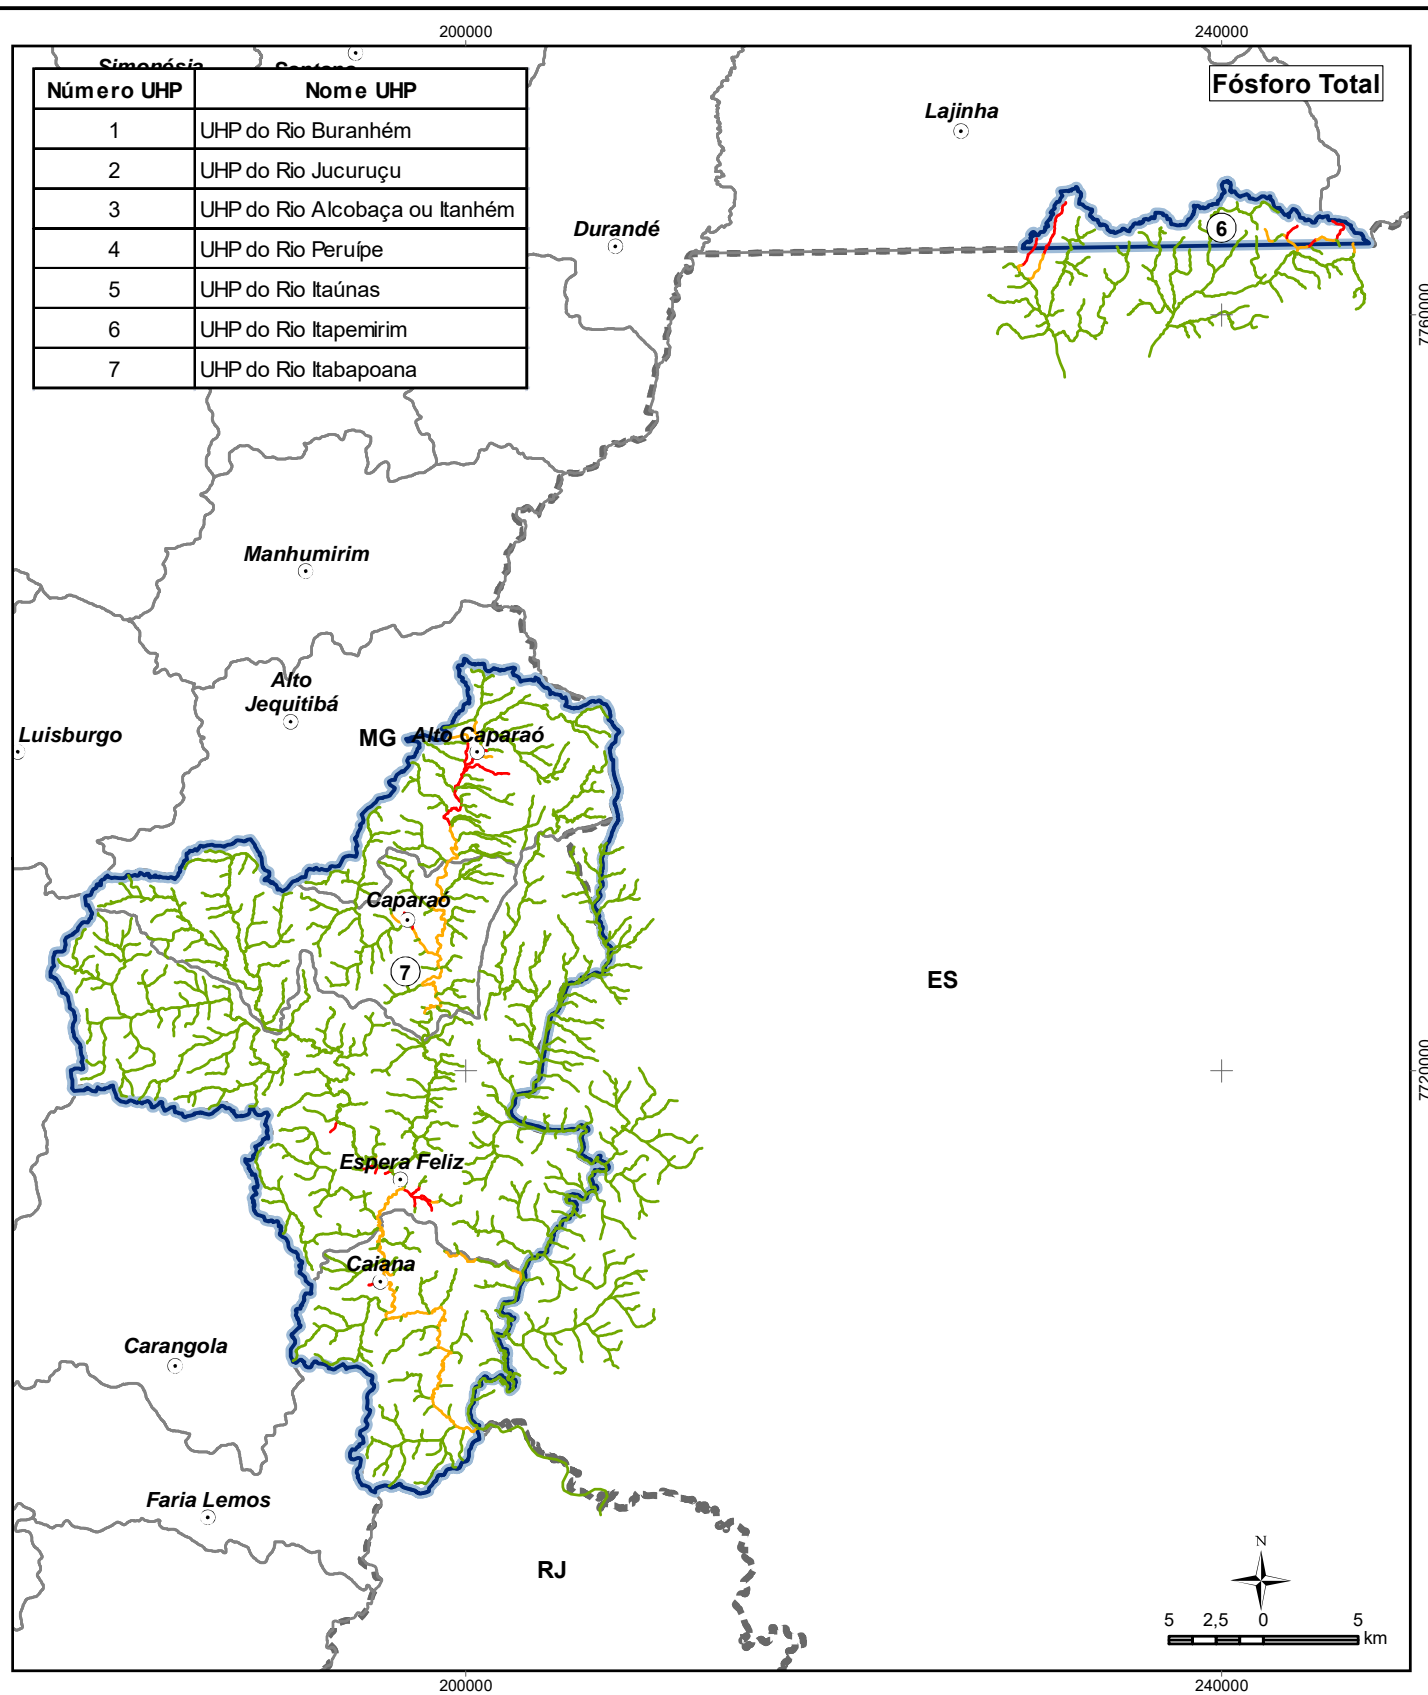 200000
240000
Simonésia
Fósforo Total
Número UHP
Nome UHP
1
UHP do Rio Buranhém
2
UHP do Rio Jucuruçu
3
UHP do Rio Alcobaça ou Itanhém
4
UHP do Rio Peruípe
5
UHP do Rio Itaúnas
6
UHP do Rio Itapemirim
7
UHP do Rio Itabapoana
Lajinha
Durandé
6
7760000
Manhumirim
Alto
Jequitibá
Luisburgo
MG
Alto Caparaó
Caparaó
7
ES
7720000
Espera Feliz
Caiana
Carangola
Faria Lemos
RJ
N
5
2,5
0
5
km
200000
240000